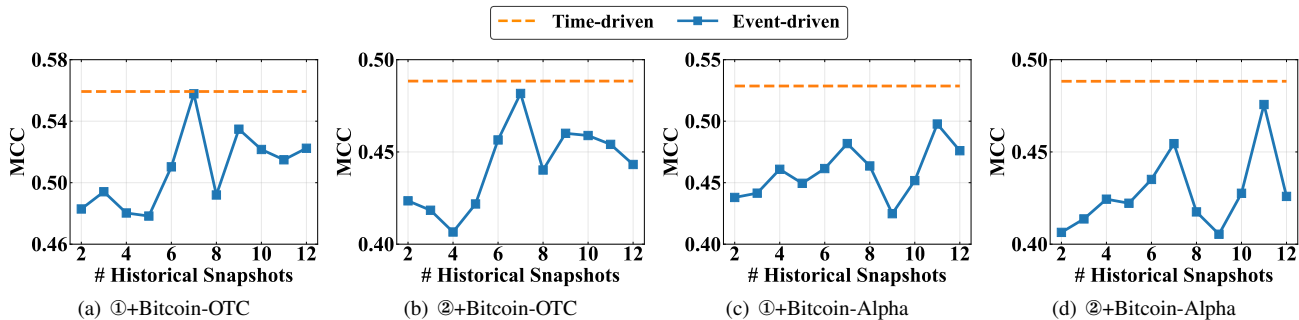 Time-driven Event-driven
0.58 0.54 0.50 0.46
MCC
2 4 6 8 10 12
# Historical Snapshots
(a) ①+Bitcoin-OTC
0.50 0.45 0.40
MCC
2 4 6 8 10 12
# Historical Snapshots
(b) ②+Bitcoin-OTC
0.55 0.50 0.45 0.40
MCC
2 4 6 8 10 12
# Historical Snapshots
(c) ①+Bitcoin-Alpha
0.50 0.45 0.40
MCC
2 4 6 8 10 12
# Historical Snapshots
(d) ②+Bitcoin-Alpha